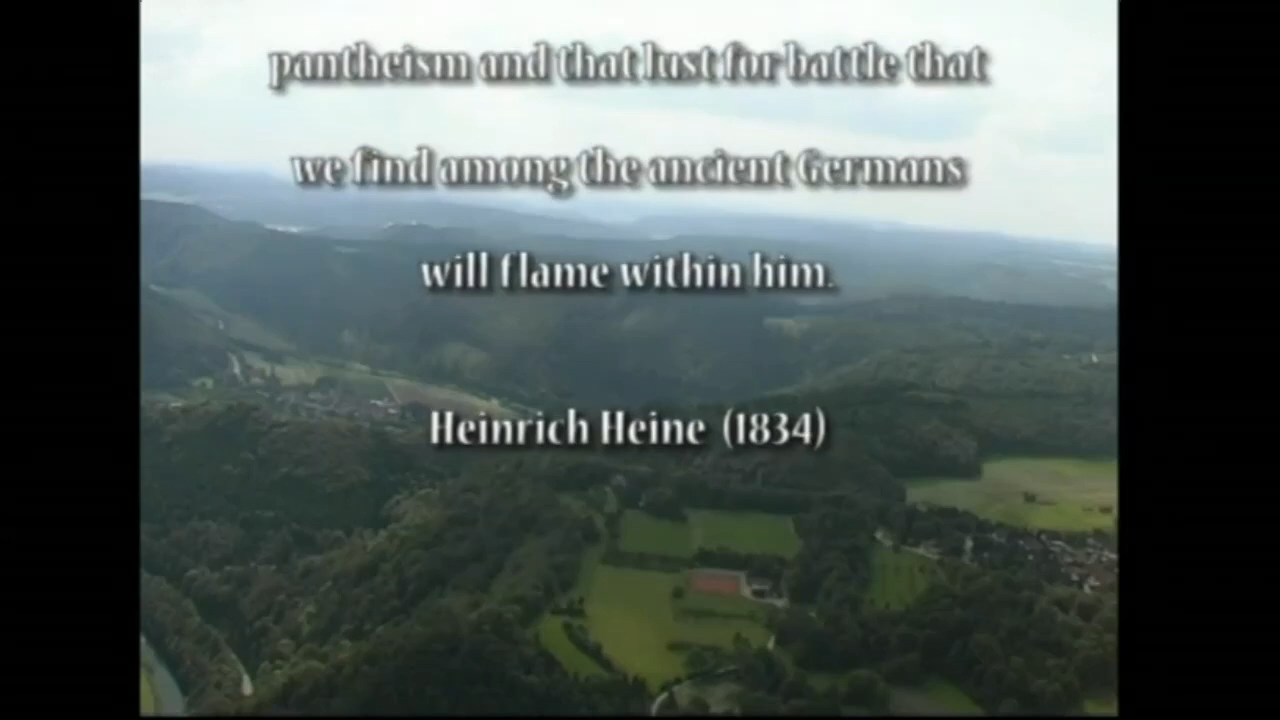 pantheism and that lust for battle that
we find among the ancient Germans
will flame within him.
Heinrich Heine (1834)